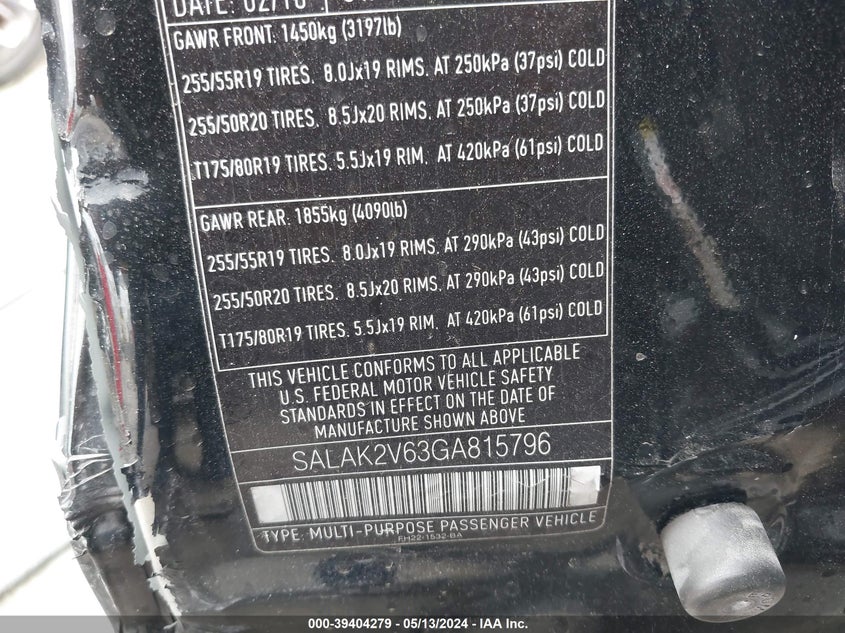 DATE: 02/16
GAWR FRONT: 1450kg (3197lb)
255/55R19 TIRES. 8.0Jx19 RIMS. AT 250kPa (37psi) COLD
255/50R20 TIRES. 8.5Jx20 RIMS. AT 250kPa (37psi) COLD
T175/80R19 TIRES. 5.5Jx19 RIM. AT 420kPa (61psi) COLD
GAWR REAR: 1855kg (4090lb)
255/55R19 TIRES. 8.0Jx19 RIMS. AT 290kPa (43psi) COLD
255/50R20 TIRES. 8.5Jx20 RIMS. AT 290kPa (43psi) COLD
T175/80R19 TIRES. 5.5Jx19 RIM. AT 420kPa (61psi) COLD
THIS VEHICLE CONFORMS TO ALL APPLICABLE
U.S. FEDERAL MOTOR VEHICLE SAFETY
STANDARDS IN EFFECT ON THE DATE OF
MANUFACTURE SHOWN ABOVE
SALAK2V63GA815796
TYPE: MULTI-PURPOSE PASSENGER VEHICLE
FH22-1532-BA
000-39404279 - 05/13/2024 - IAA Inc.